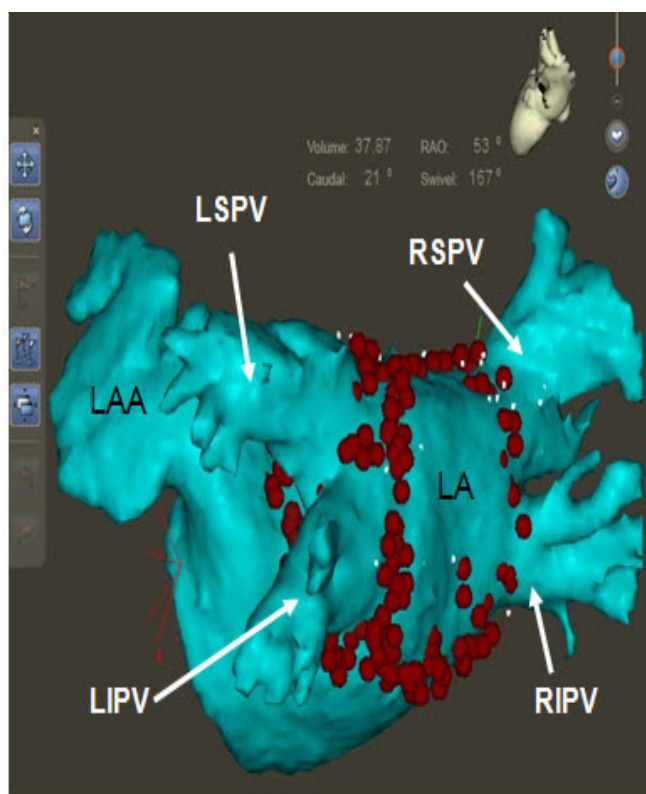 Volume: 37,87 RAO: 53 °
Caudal: 21 ° Swivel: 167°
LSPV
RSPV
LAA
LA
LIPV
RIPV